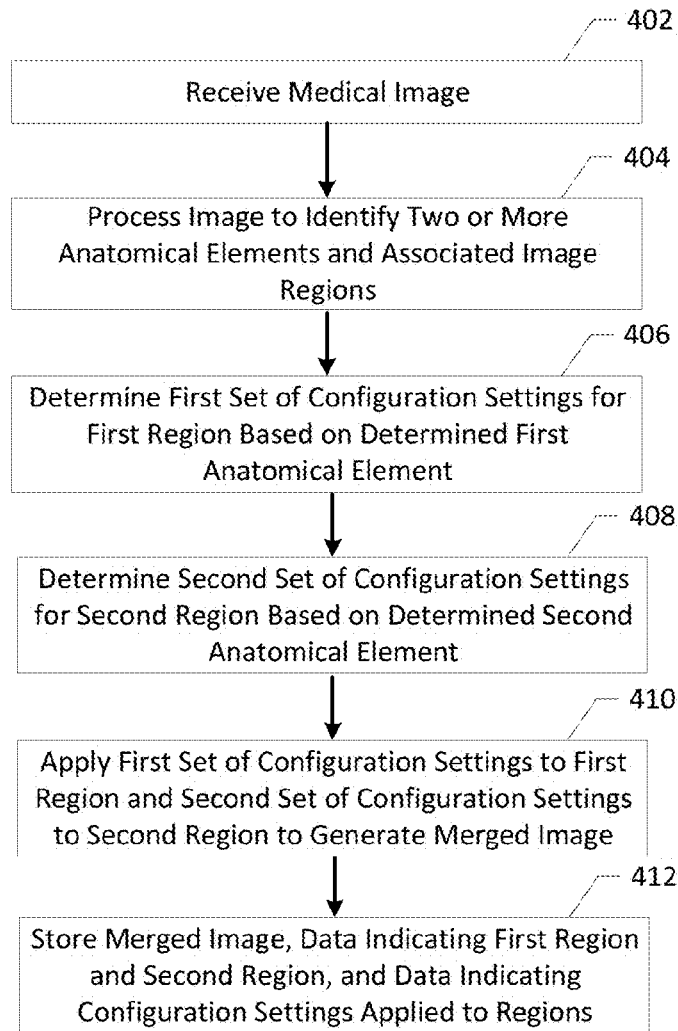 402
Receive Medical Image
404
Process Image to Identify Two or More
Anatomical Elements and Associated Image
Regions
406
Determine First Set of Configuration Settings for
First Region Based on Determined First
Anatomical Element
408
Determine Second Set of Configuration Settings
for Second Region Based on Determined Second
Anatomical Element
410
Apply First Set of Configuration Settings to First
Region and Second Set of Configuration Settings
to Second Region to Generate Merged Image
412
Store Merged Image, Data Indicating First Region
and Second Region, and Data Indicating
Configuration Settings Applied to Regions